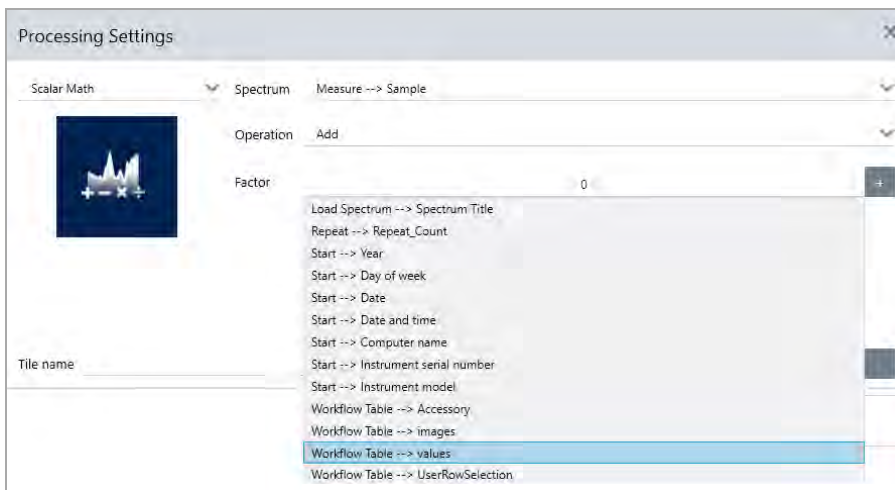 Processing Settings
Scalar Math
Spectrum Measure --> Sample
Operation Add
Factor 0 +
Load Spectrum --> Spectrum Title
Repeat --> Repeat_Count
Start --> Year
Start --> Day of week
Start --> Date
Start --> Date and time
Start --> Computer name
Start --> Instrument serial number
Start --> Instrument model
Tile name
Workflow Table --> Accessory
Workflow Table --> images
Workflow Table --> values
Workflow Table --> UserRowSelection